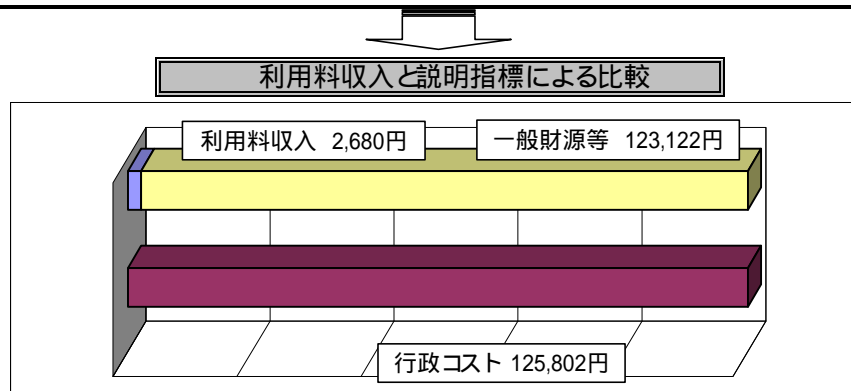 利用料収入と説明指標による比較
利用料収入 2,680円
一般財源等 123,122円
行政コスト 125,802円